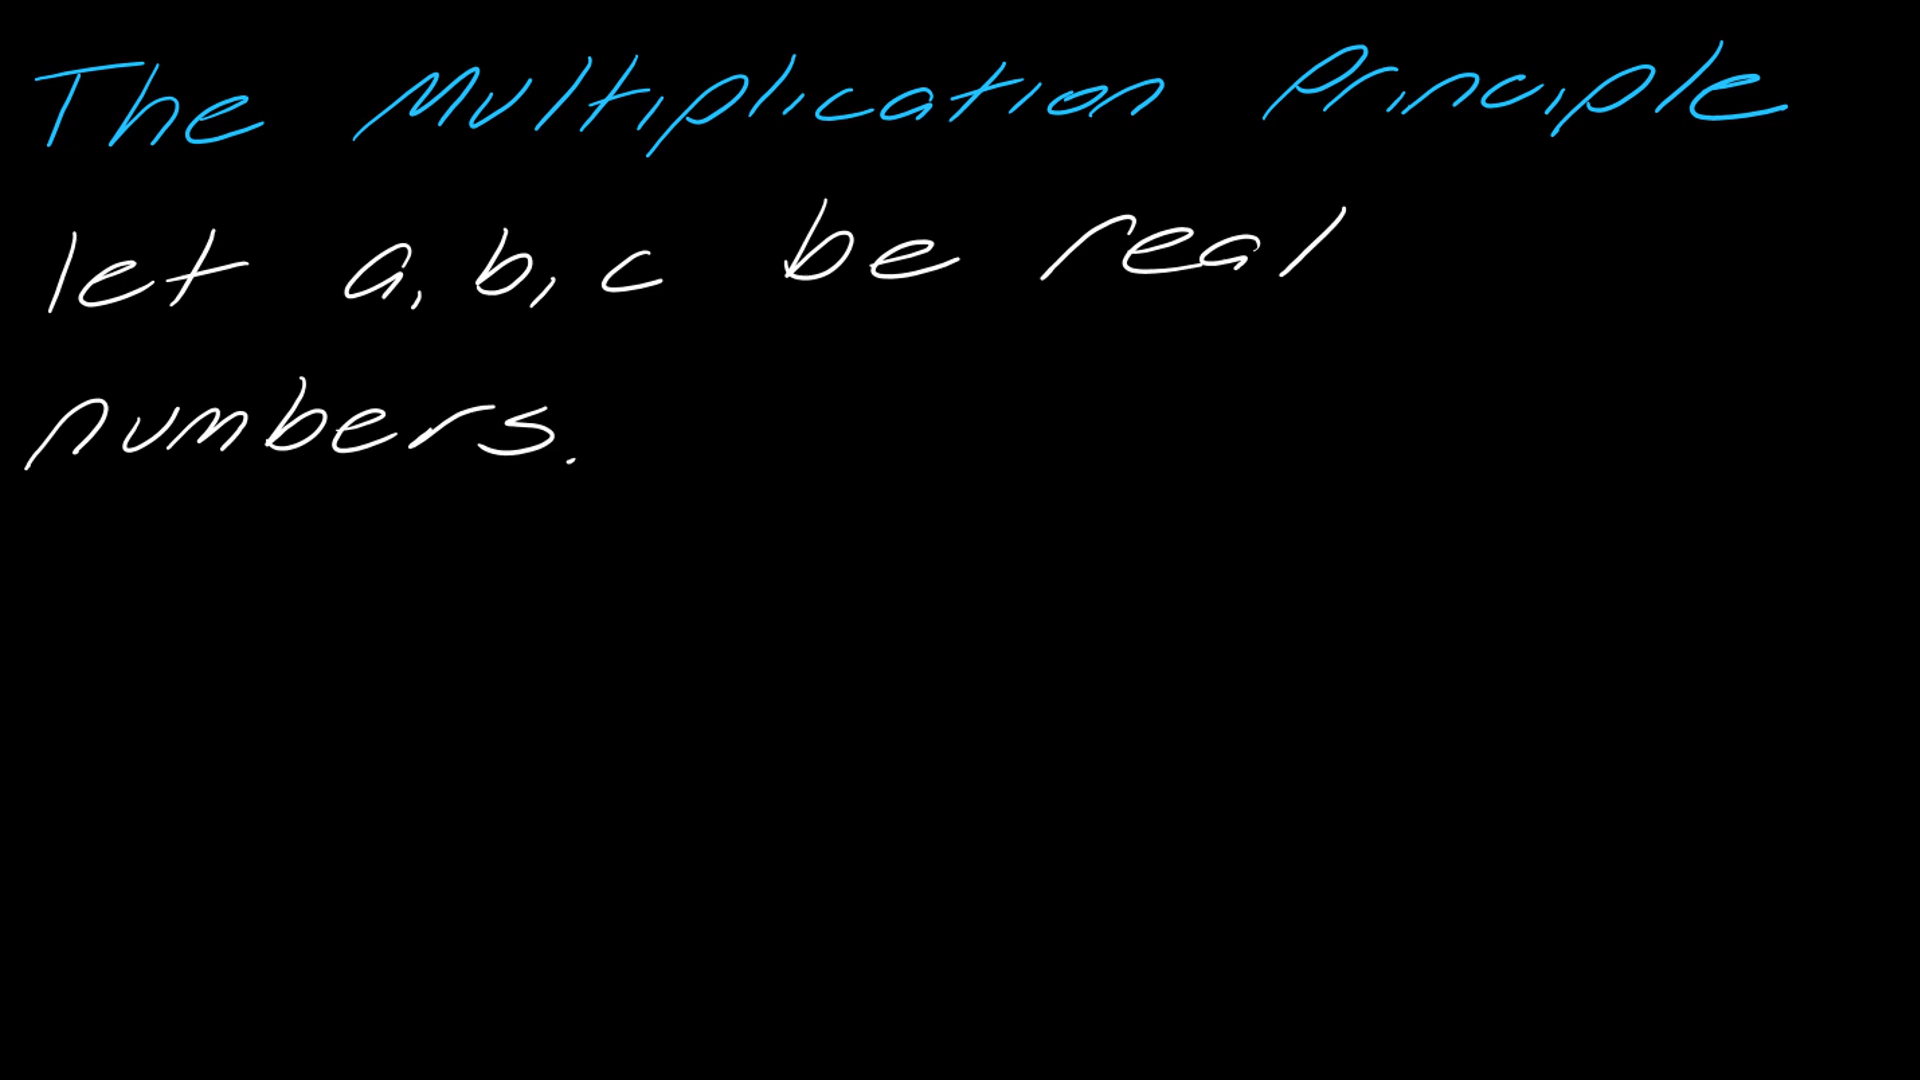 The Multiplication Principle
let a, b, c be real
numbers.